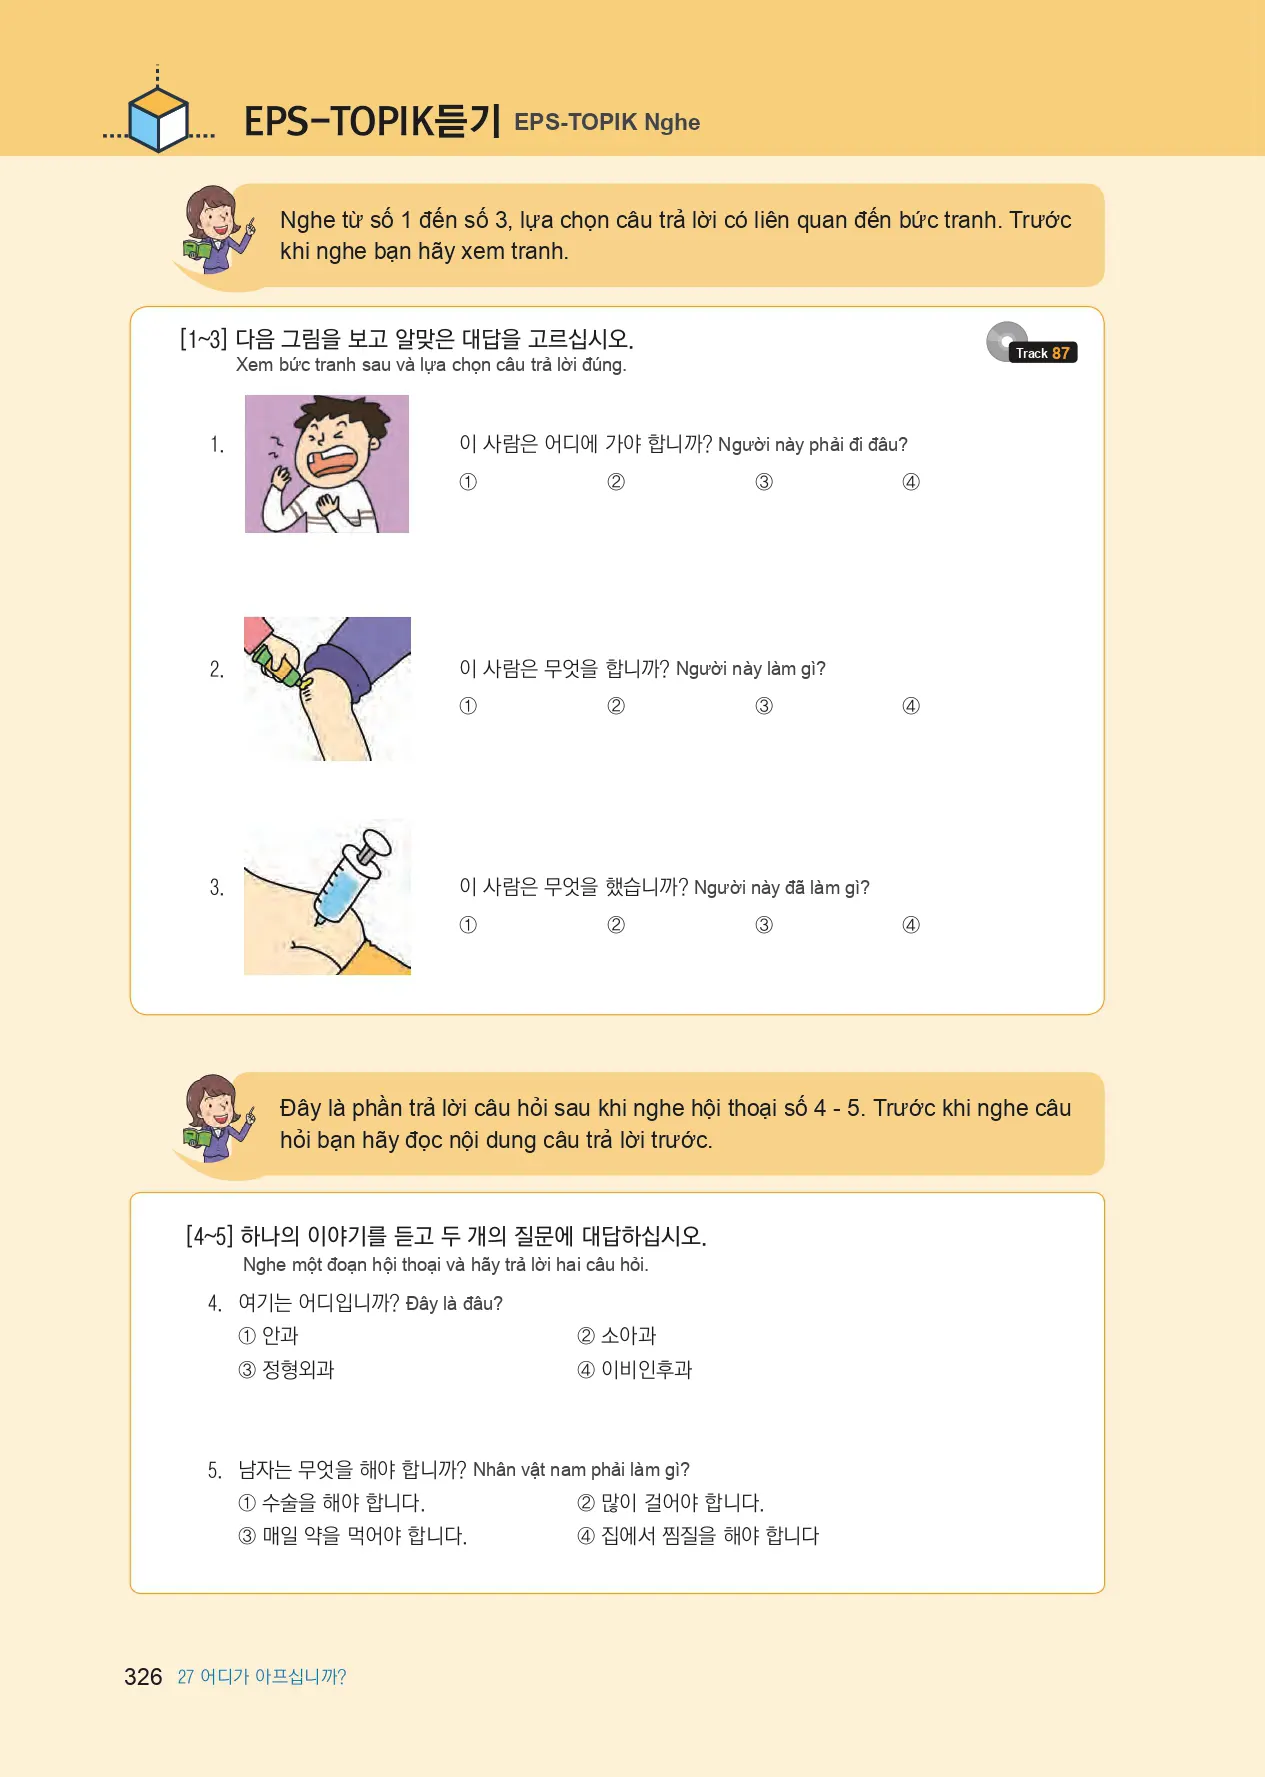 EPS-TOPIK듣기 EPS-TOPIK Nghe
Nghe từ số 1 đến số 3, lựa chọn câu trả lời có liên quan đến bức tranh. Trước
khi nghe bạn hãy xem tranh.
[1~3] 다음 그림을 보고 알맞은 대답을 고르십시오.
Xem bức tranh sau và lựa chọn câu trả lời đúng.
Track 87
1. 이 사람은 어디에 가야 합니까? Người này phải đi đâu?
① ② ③ ④
2. 이 사람은 무엇을 합니까? Người này làm gì?
① ② ③ ④
3. 이 사람은 무엇을 했습니까? Người này đã làm gì?
① ② ③ ④
Đây là phần trả lời câu hỏi sau khi nghe hội thoại số 4 - 5. Trước khi nghe câu
hỏi bạn hãy đọc nội dung câu trả lời trước.
[4~5] 하나의 이야기를 듣고 두 개의 질문에 대답하십시오.
Nghe một đoạn hội thoại và hãy trả lời hai câu hỏi.
4. 여기는 어디입니까? Đây là đâu?
① 안과 ② 소아과
③ 정형외과 ④ 이비인후과
5. 남자는 무엇을 해야 합니까? Nhân vật nam phải làm gì?
① 수술을 해야 합니다. ② 많이 걸어야 합니다.
③ 매일 약을 먹어야 합니다. ④ 집에서 찜질을 해야 합니다
326 27 어디가 아프십니까?